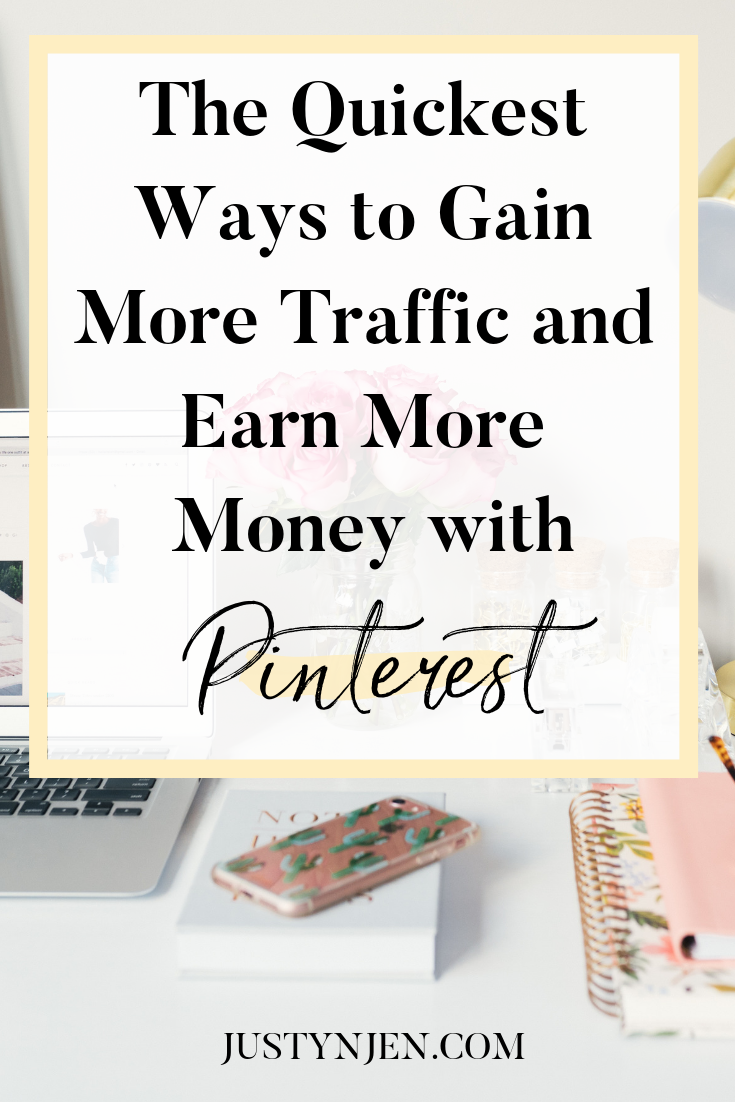 The Quickest
Ways to Gain
More Traffic and
Earn More
Money with
Pinterest
JUSTYNJEN.COM